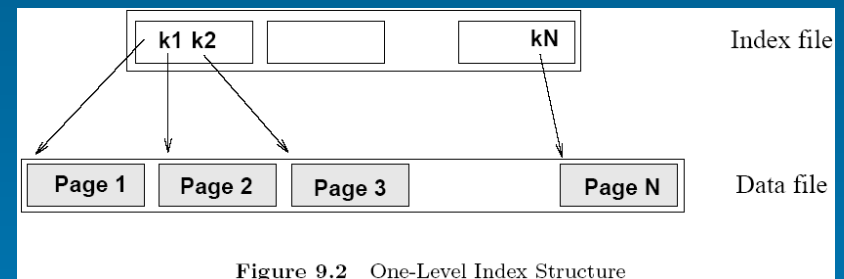 k1 k2 kN Index file
Page 1 Page 2 Page 3 Page N Data file
Figure 9.2 One-Level Index Structure